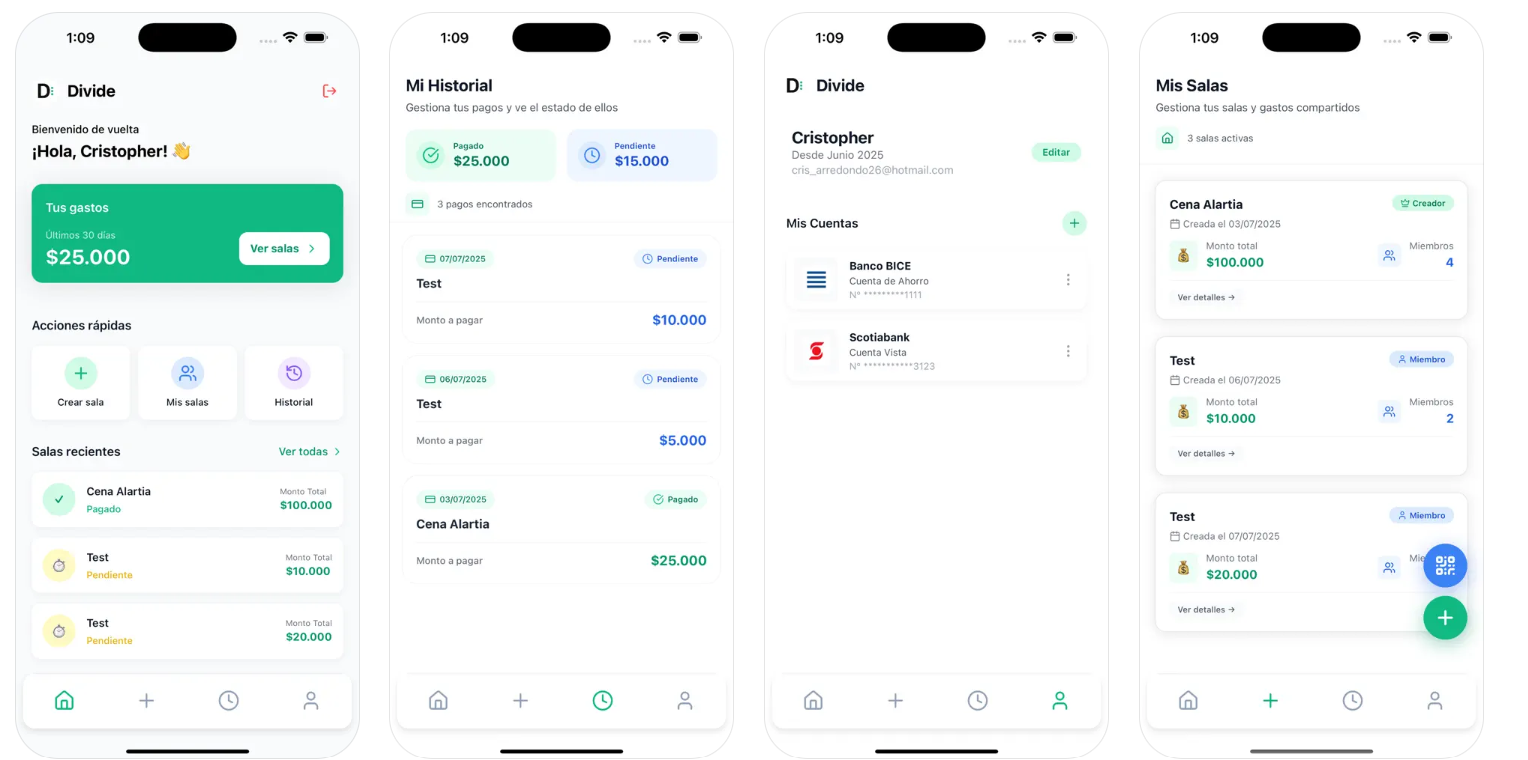 1:09
D: Divide
Bienvenido de vuelta
¡Hola, Cristopher! 👋
Tus gastos
Últimos 30 días
$25.000
Ver salas
Acciones rápidas
Crear sala
Mis salas
Historial
Salas recientes
Ver todas
Cena Alartia
Pagado
Monto Total
$100.000
Test
Pendiente
Monto Total
$10.000
Test
Pendiente
Monto Total
$20.000
1:09
Mi Historial
Gestiona tus pagos y ve el estado de ellos
Pagado
$25.000
Pendiente
$15.000
3 pagos encontrados
07/07/2025
Pendiente
Test
Monto a pagar
$10.000
06/07/2025
Pendiente
Test
Monto a pagar
$5.000
03/07/2025
Pagado
Cena Alartia
Monto a pagar
$25.000
1:09
D: Divide
Cristopher
Desde Junio 2025
cris_arredondo26@hotmail.com
Editar
Mis Cuentas
Banco BICE
Cuenta de Ahorro
N° *********1111
Scotiabank
Cuenta Vista
N° ***********3123
1:09
Mis Salas
Gestiona tus salas y gastos compartidos
3 salas activas
Cena Alartia
Creador
Creada el 03/07/2025
Monto total
$100.000
Miembros
4
Ver detalles →
Test
Miembro
Creada el 06/07/2025
Monto total
$10.000
Miembros
2
Ver detalles →
Test
Miembro
Creada el 07/07/2025
Monto total
$20.000
Ver detalles →